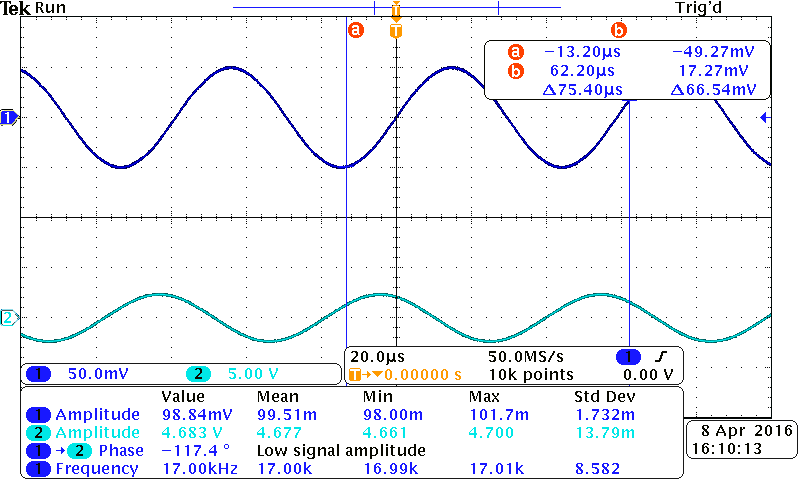 Tek Run Trig'd
T
a b T
a −13.20µs −49.27mV
b 62.20µs 17.27mV
Δ75.40µs Δ66.54mV
1
2
1 50.0mV 2 5.00 V
20.0µs 50.0MS/s 1
T→▾0.00000 s 10k points 0.00 V
Value Mean Min Max Std Dev
1 Amplitude 98.84mV 99.51m 98.00m 101.7m 1.732m
2 Amplitude 4.683 V 4.677 4.661 4.700 13.79m
1 → 2 Phase −117.4 ° Low signal amplitude
1 Frequency 17.00kHz 17.00k 16.99k 17.01k 8.582
8 Apr 2016
16:10:13